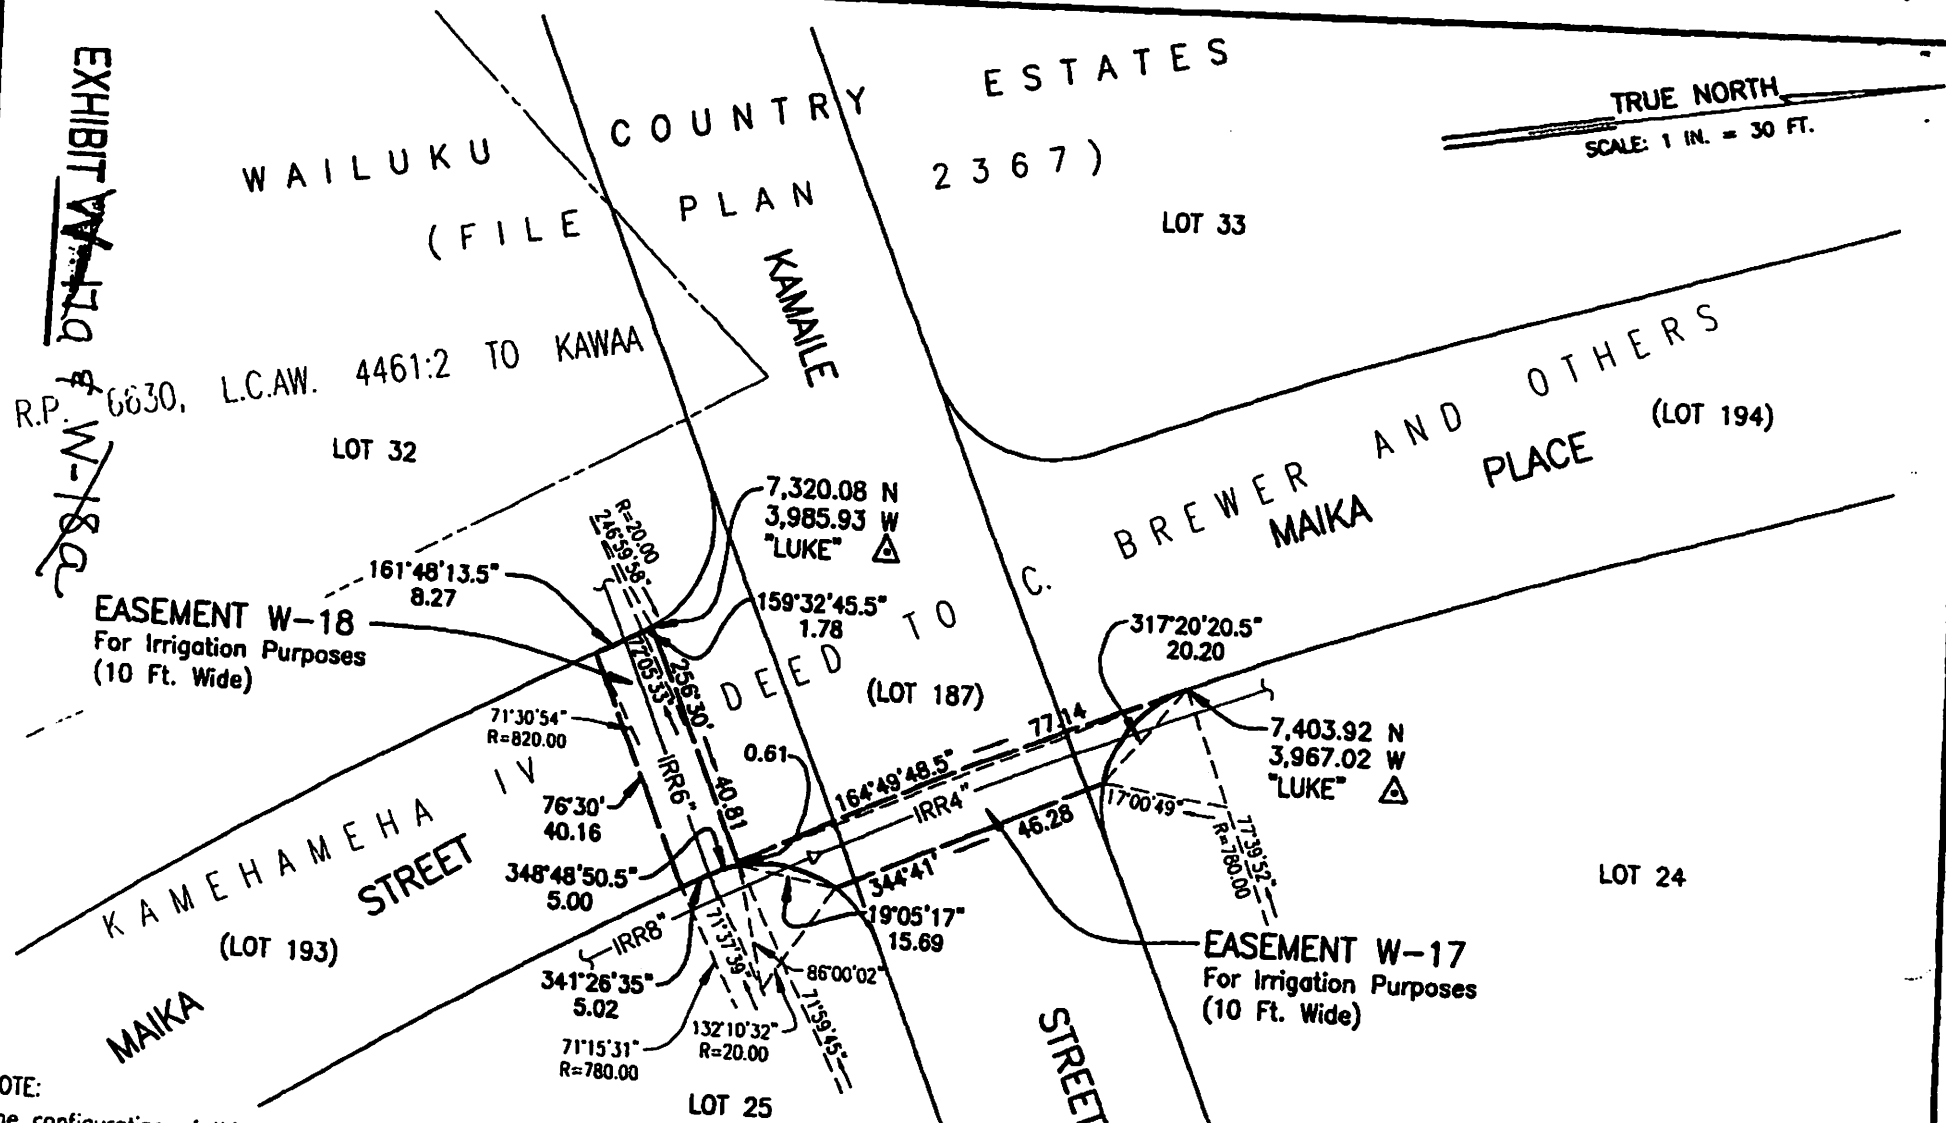 EXHIBIT W-17a & W-18a
WAILUKU COUNTRY ESTATES
(FILE PLAN 2367)
TRUE NORTH
SCALE: 1 IN. = 30 FT.
LOT 33
KAMAILE
R.P. 6630, L.C.AW. 4461:2 TO KAWAA
LOT 32
(LOT 194)
MAIKA PLACE
DEED TO C. BREWER AND OTHERS
7,320.08 N
3,985.93 W
"LUKE"
R=20.00
246°59'58"
161°48'13.5"
8.27
EASEMENT W-18
For Irrigation Purposes
(10 Ft. Wide)
159°32'45.5"
1.78
317°20'20.5"
20.20
77°05'33"
256°30'
40.81
(LOT 187)
71°30'54"
R=820.00
IRR6"
0.61
77.14
164°49'48.5"
7,403.92 N
3,967.02 W
"LUKE"
76°30'
40.16
IRR4"
46.28
344°41'
17°00'49"
77°39'52"
R=780.00
KAMEHAMEHA IV
STREET
348°48'50.5"
5.00
LOT 24
(LOT 193)
IRR8"
19°05'17"
15.69
EASEMENT W-17
For Irrigation Purposes
(10 Ft. Wide)
341°26'35"
5.02
71°37'39"
86°00'02"
71°59'45"
MAIKA
132°10'32"
R=20.00
71°15'31"
R=780.00
STREET
LOT 25
OTE: